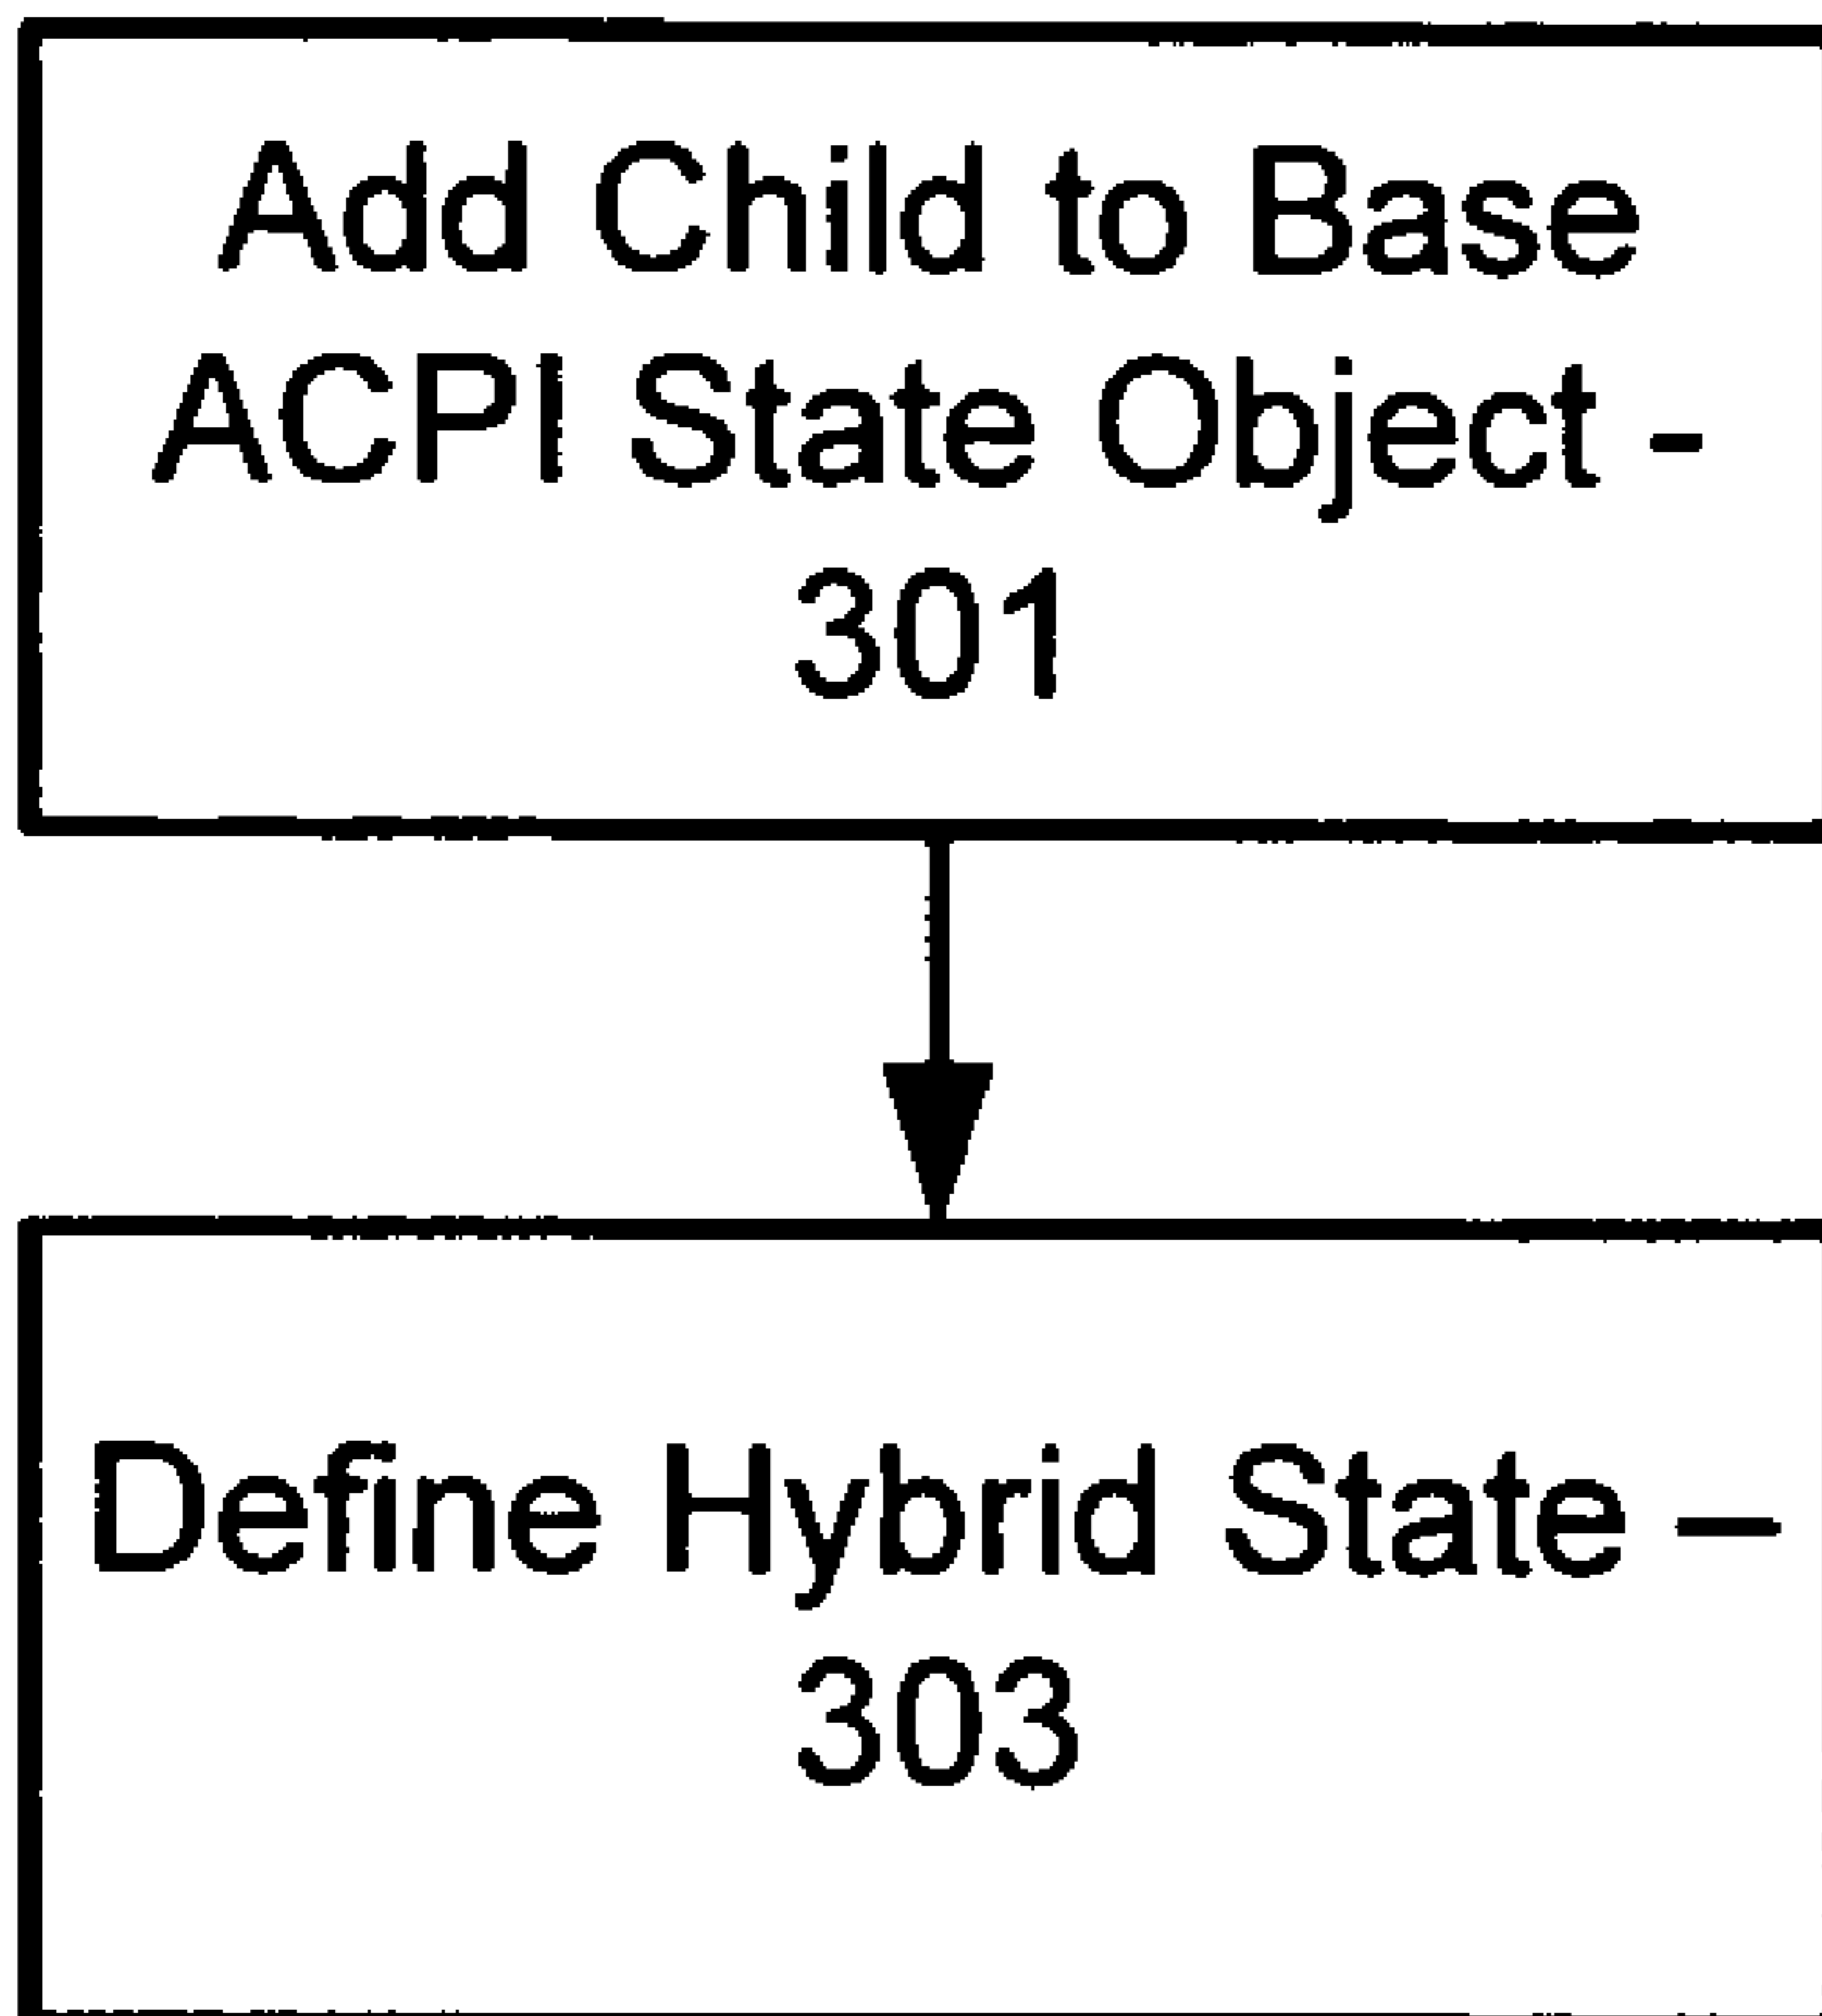 Add Child to Base
ACPI State Object -
301
Define Hybrid State –
303